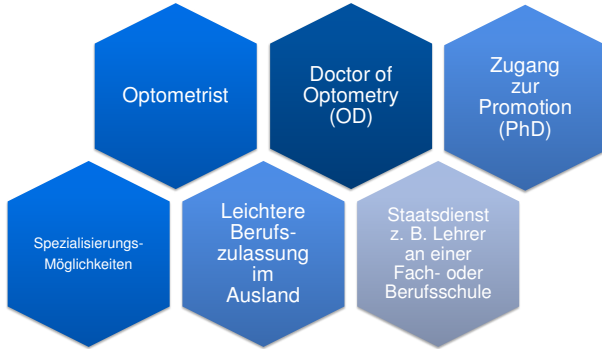 Optometrist
Doctor of
Optometry
(OD)
Zugang
zur
Promotion
(PhD)
Spezialisierungs-
Möglichkeiten
Leichtere
Berufs-
zulassung
im
Ausland
Staatsdienst
z. B. Lehrer
an einer
Fach- oder
Berufsschule